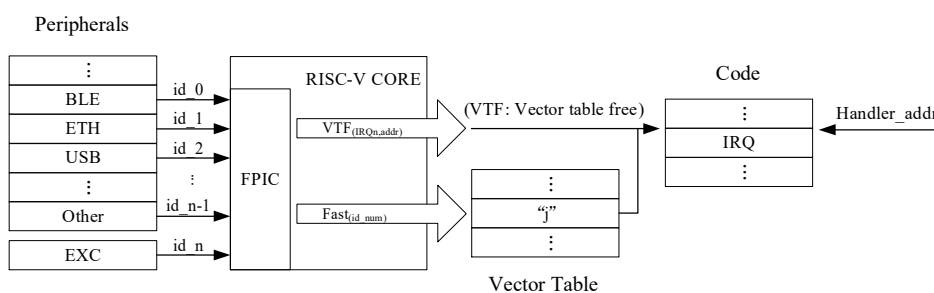 Peripherals
⋮
BLE
ETH
USB
⋮
Other
EXC
id_0
id_1
id_2
⋮
id_n-1
id_n
RISC-V CORE
FPIC
VTF(IRQn,addr)
Fast(id_num)
(VTF: Vector table free)
⋮
“j”
⋮
Vector Table
Code
⋮
IRQ
⋮
Handler_addr